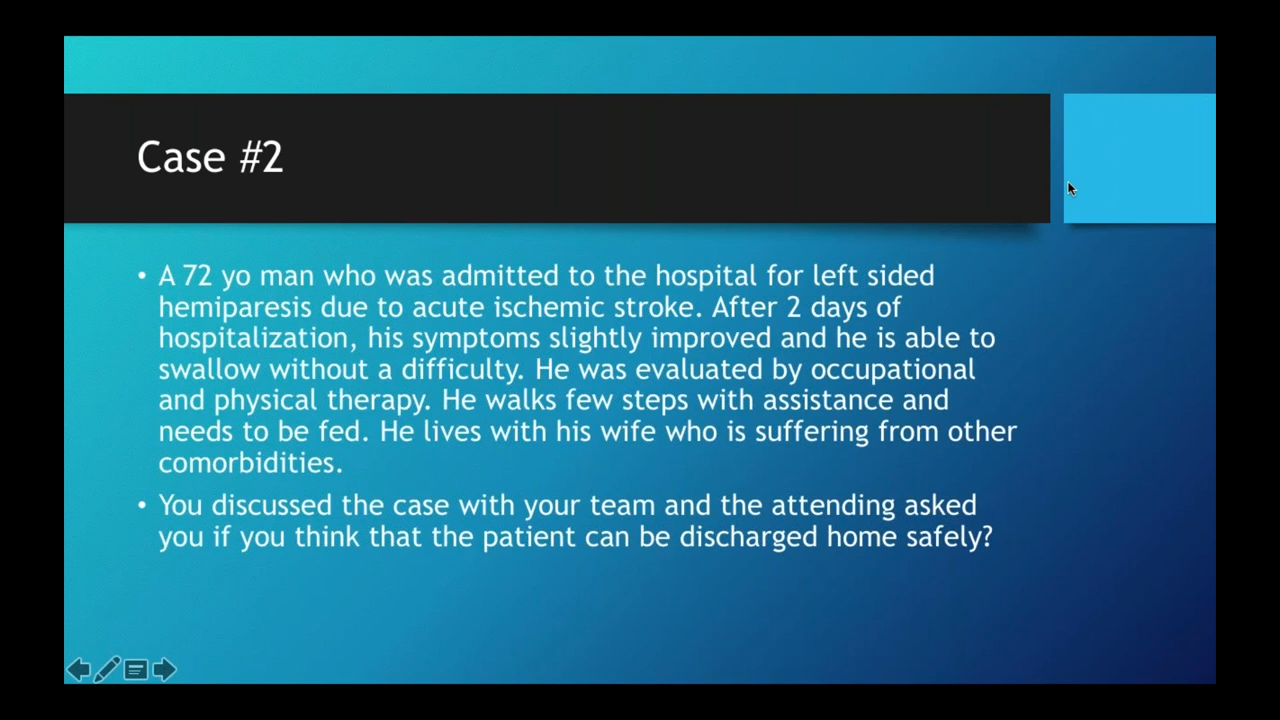 Case #2
• A 72 yo man who was admitted to the hospital for left sided
hemiparesis due to acute ischemic stroke. After 2 days of
hospitalization, his symptoms slightly improved and he is able to
swallow without a difficulty. He was evaluated by occupational
and physical therapy. He walks few steps with assistance and
needs to be fed. He lives with his wife who is suffering from other
comorbidities.
• You discussed the case with your team and the attending asked
you if you think that the patient can be discharged home safely?